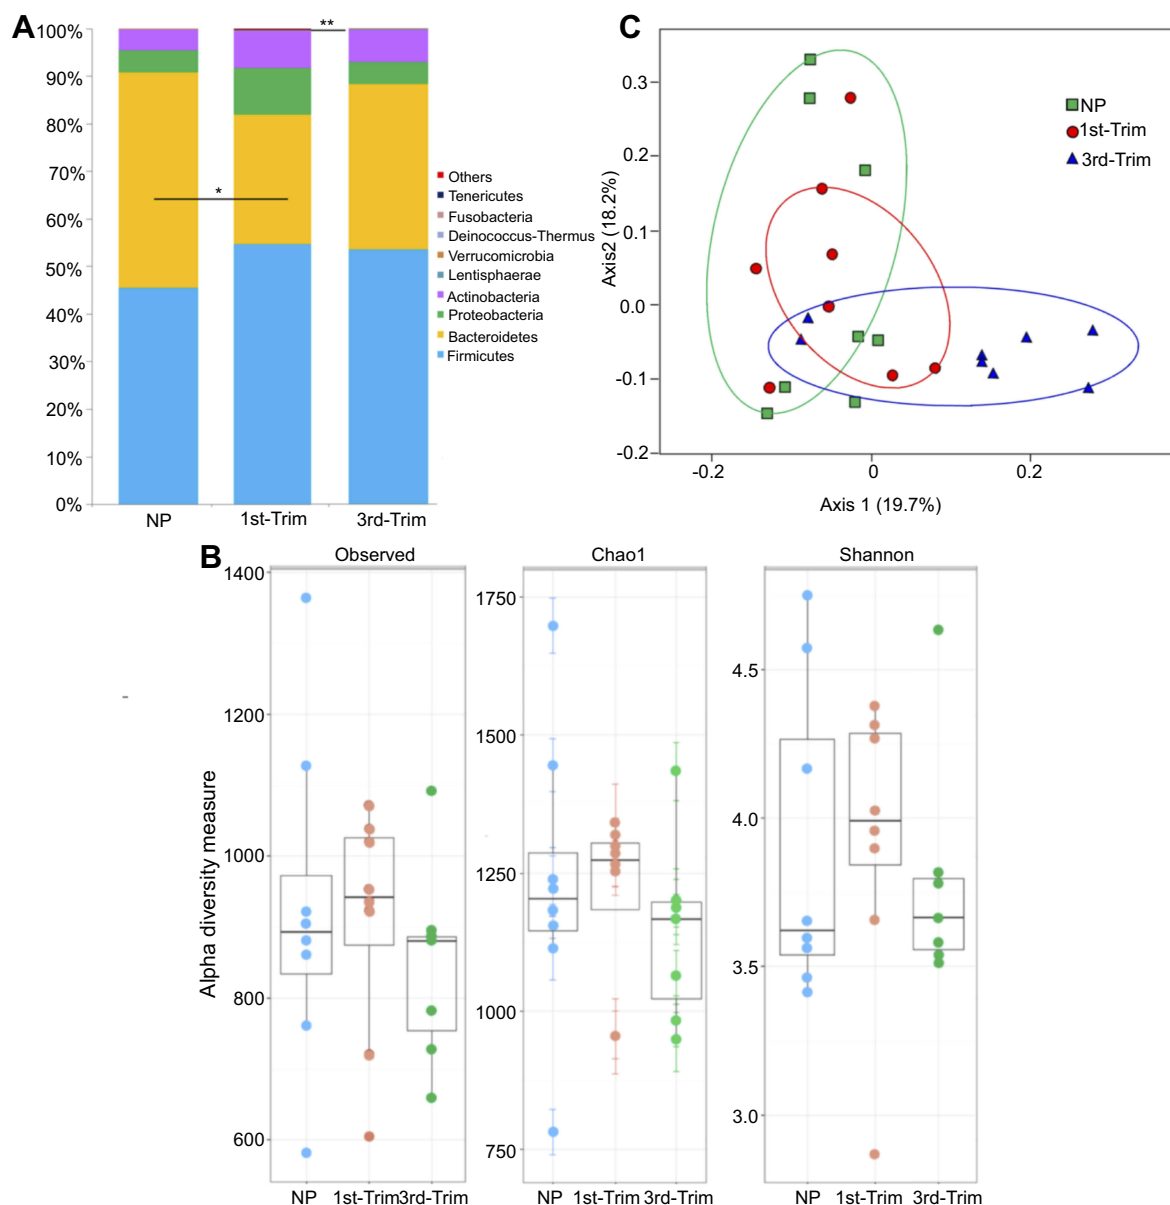 A
100%
90%
80%
70%
60%
50%
40%
30%
20%
10%
0%
**
*
NP 1st-Trim 3rd-Trim
Others
Tenericutes
Fusobacteria
Deinococcus-Thermus
Verrucomicrobia
Lentisphaerae
Actinobacteria
Proteobacteria
Bacteroidetes
Firmicutes
C
Axis2 (18.2%)
0.3
0.2
0.1
0.0
-0.1
-0.2
-0.2 0 0.2
Axis 1 (19.7%)
NP
1st-Trim
3rd-Trim
B
Alpha diversity measure
Observed
1400
1200
1000
800
600
NP 1st-Trim 3rd-Trim
Chao1
1750
1500
1250
1000
750
NP 1st-Trim 3rd-Trim
Shannon
4.5
4.0
3.5
3.0
NP 1st-Trim 3rd-Trim